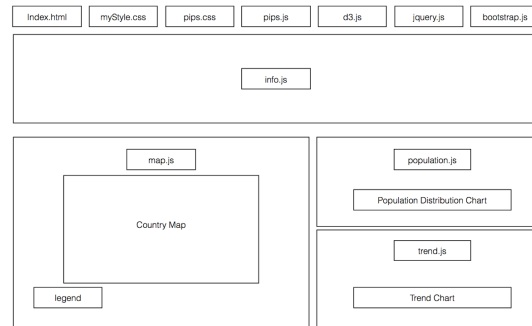 Index.html
myStyle.css
pips.css
pips.js
d3.js
jquery.js
bootstrap.js
info.js
map.js
Country Map
legend
population.js
Population Distribution Chart
trend.js
Trend Chart